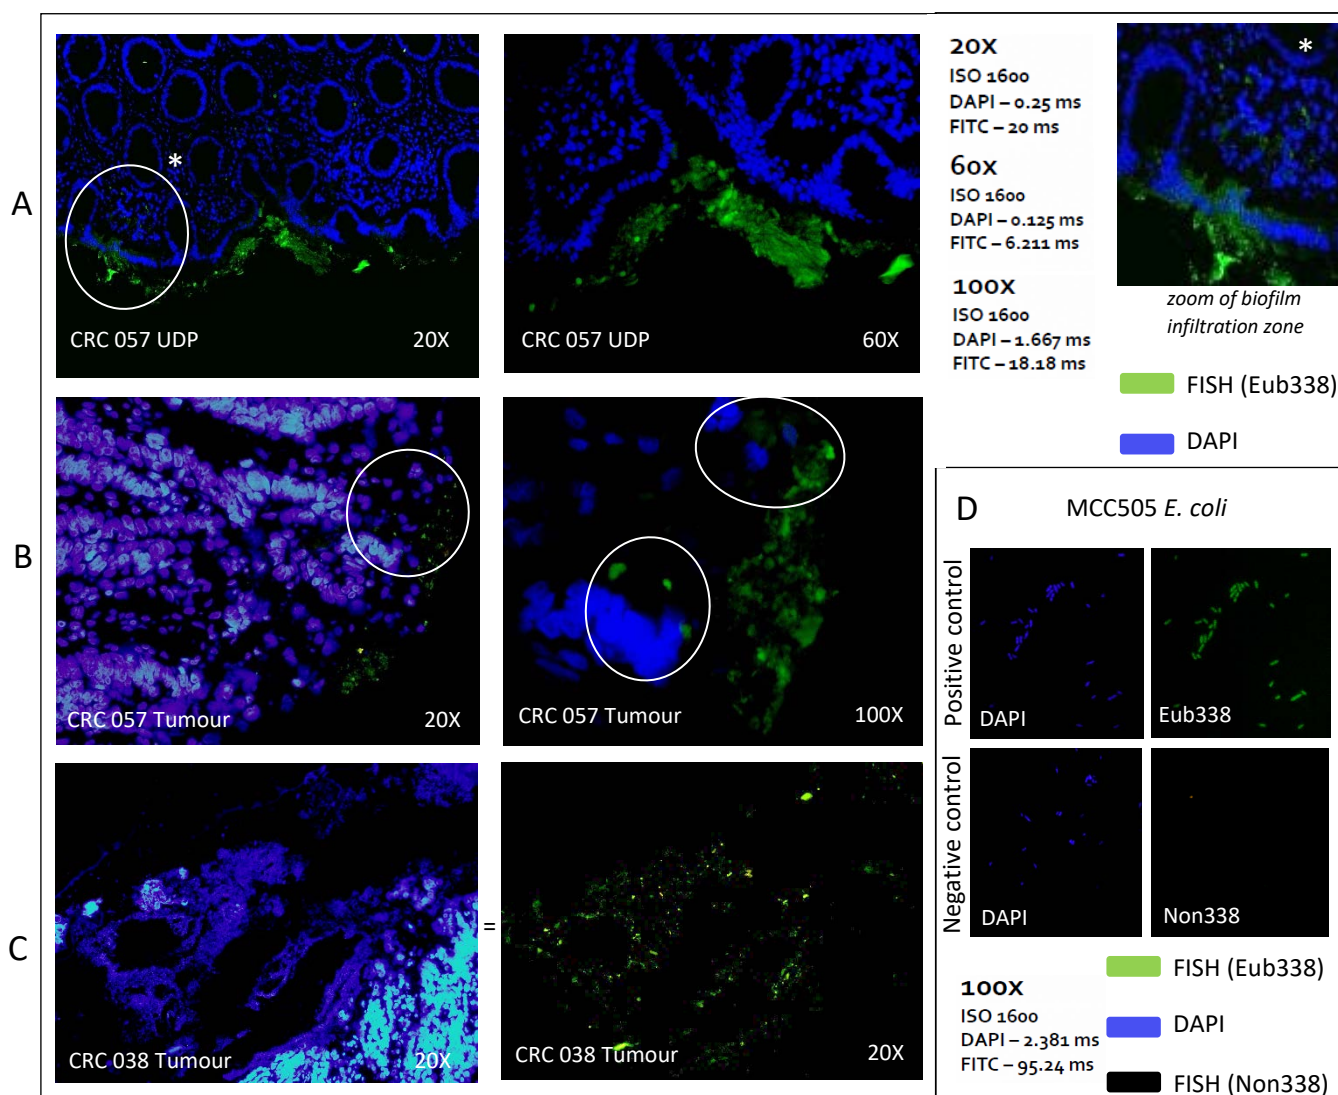 A
*
CRC 057 UDP
20X
CRC 057 UDP
60X
20X
ISO 1600
DAPI – 0.25 ms
FITC – 20 ms
60X
ISO 1600
DAPI – 0.125 ms
FITC – 6.211 ms
100X
ISO 1600
DAPI – 1.667 ms
FITC – 18.18 ms
*
zoom of biofilm
infiltration zone
FISH (Eub338)
DAPI
B
CRC 057 Tumour
20X
CRC 057 Tumour
100X
C
CRC 038 Tumour
20X
=
CRC 038 Tumour
20X
D
MCC505 E. coli
Positive control
DAPI
Eub338
Negative control
DAPI
Non338
100X
ISO 1600
DAPI – 2.381 ms
FITC – 95.24 ms
FISH (Eub338)
DAPI
FISH (Non338)